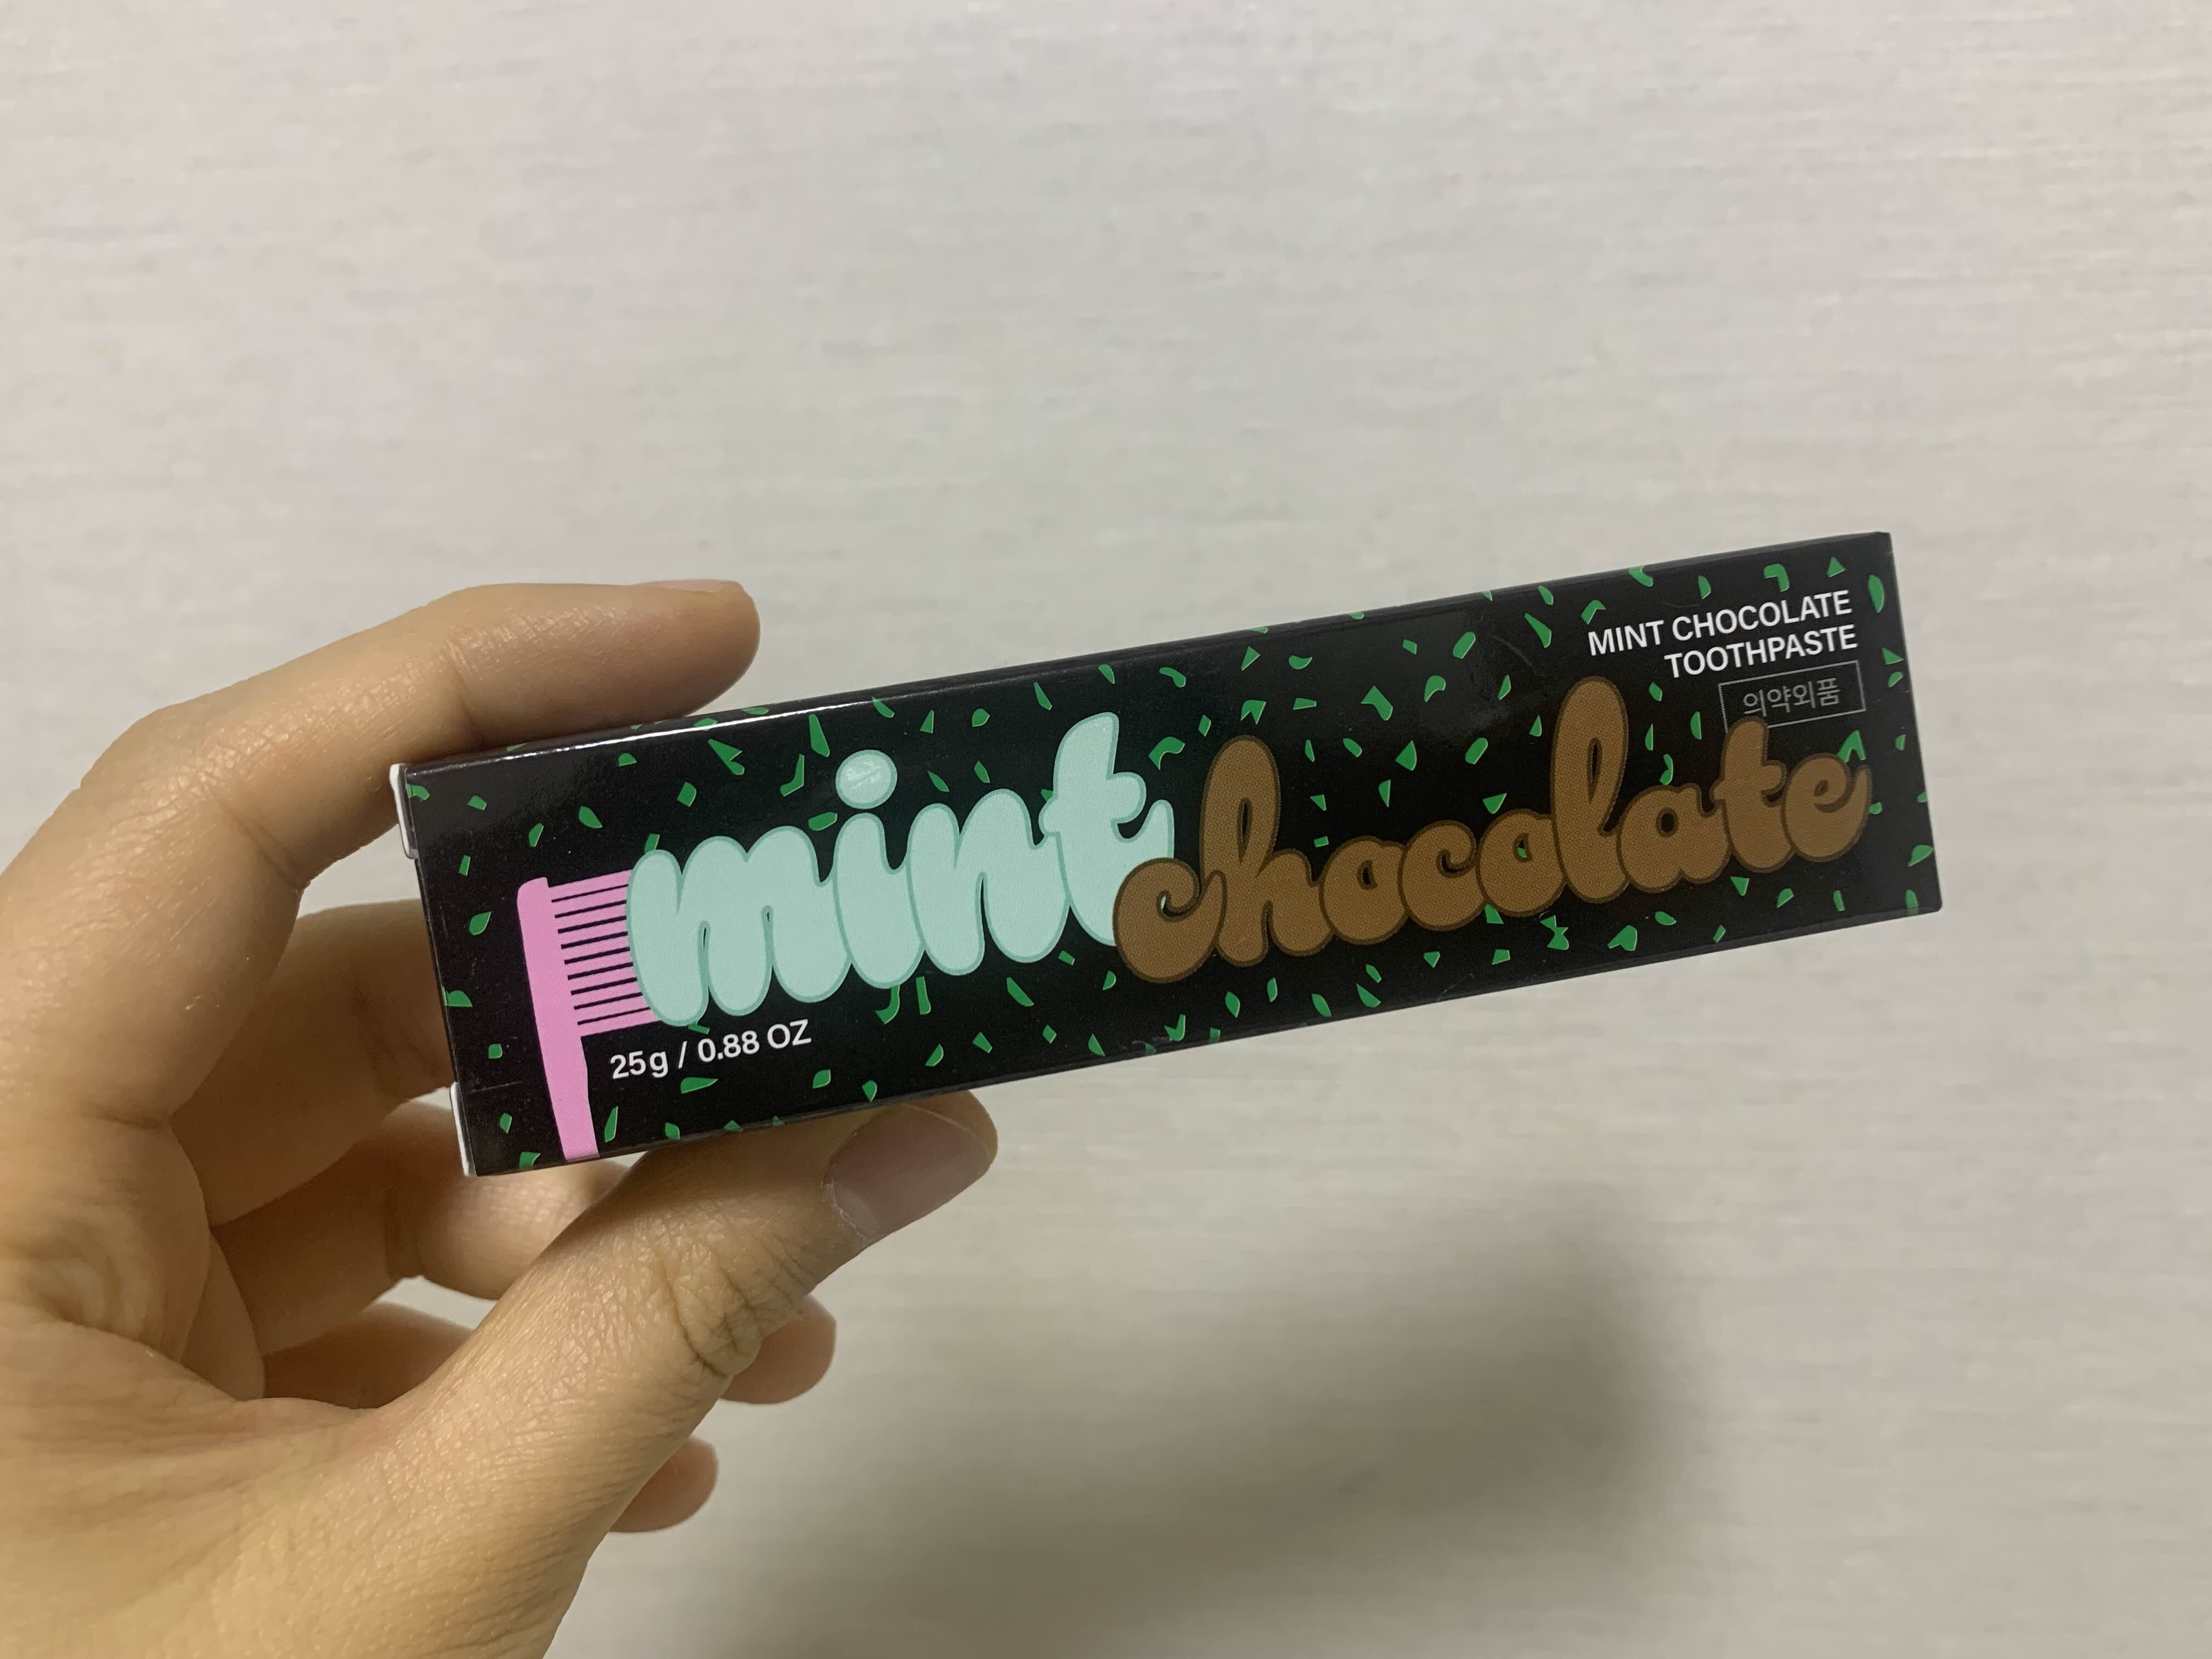 MINT CHOCOLATE
TOOTHPASTE
의약외품
mint chocolate
25g / 0.88 OZ